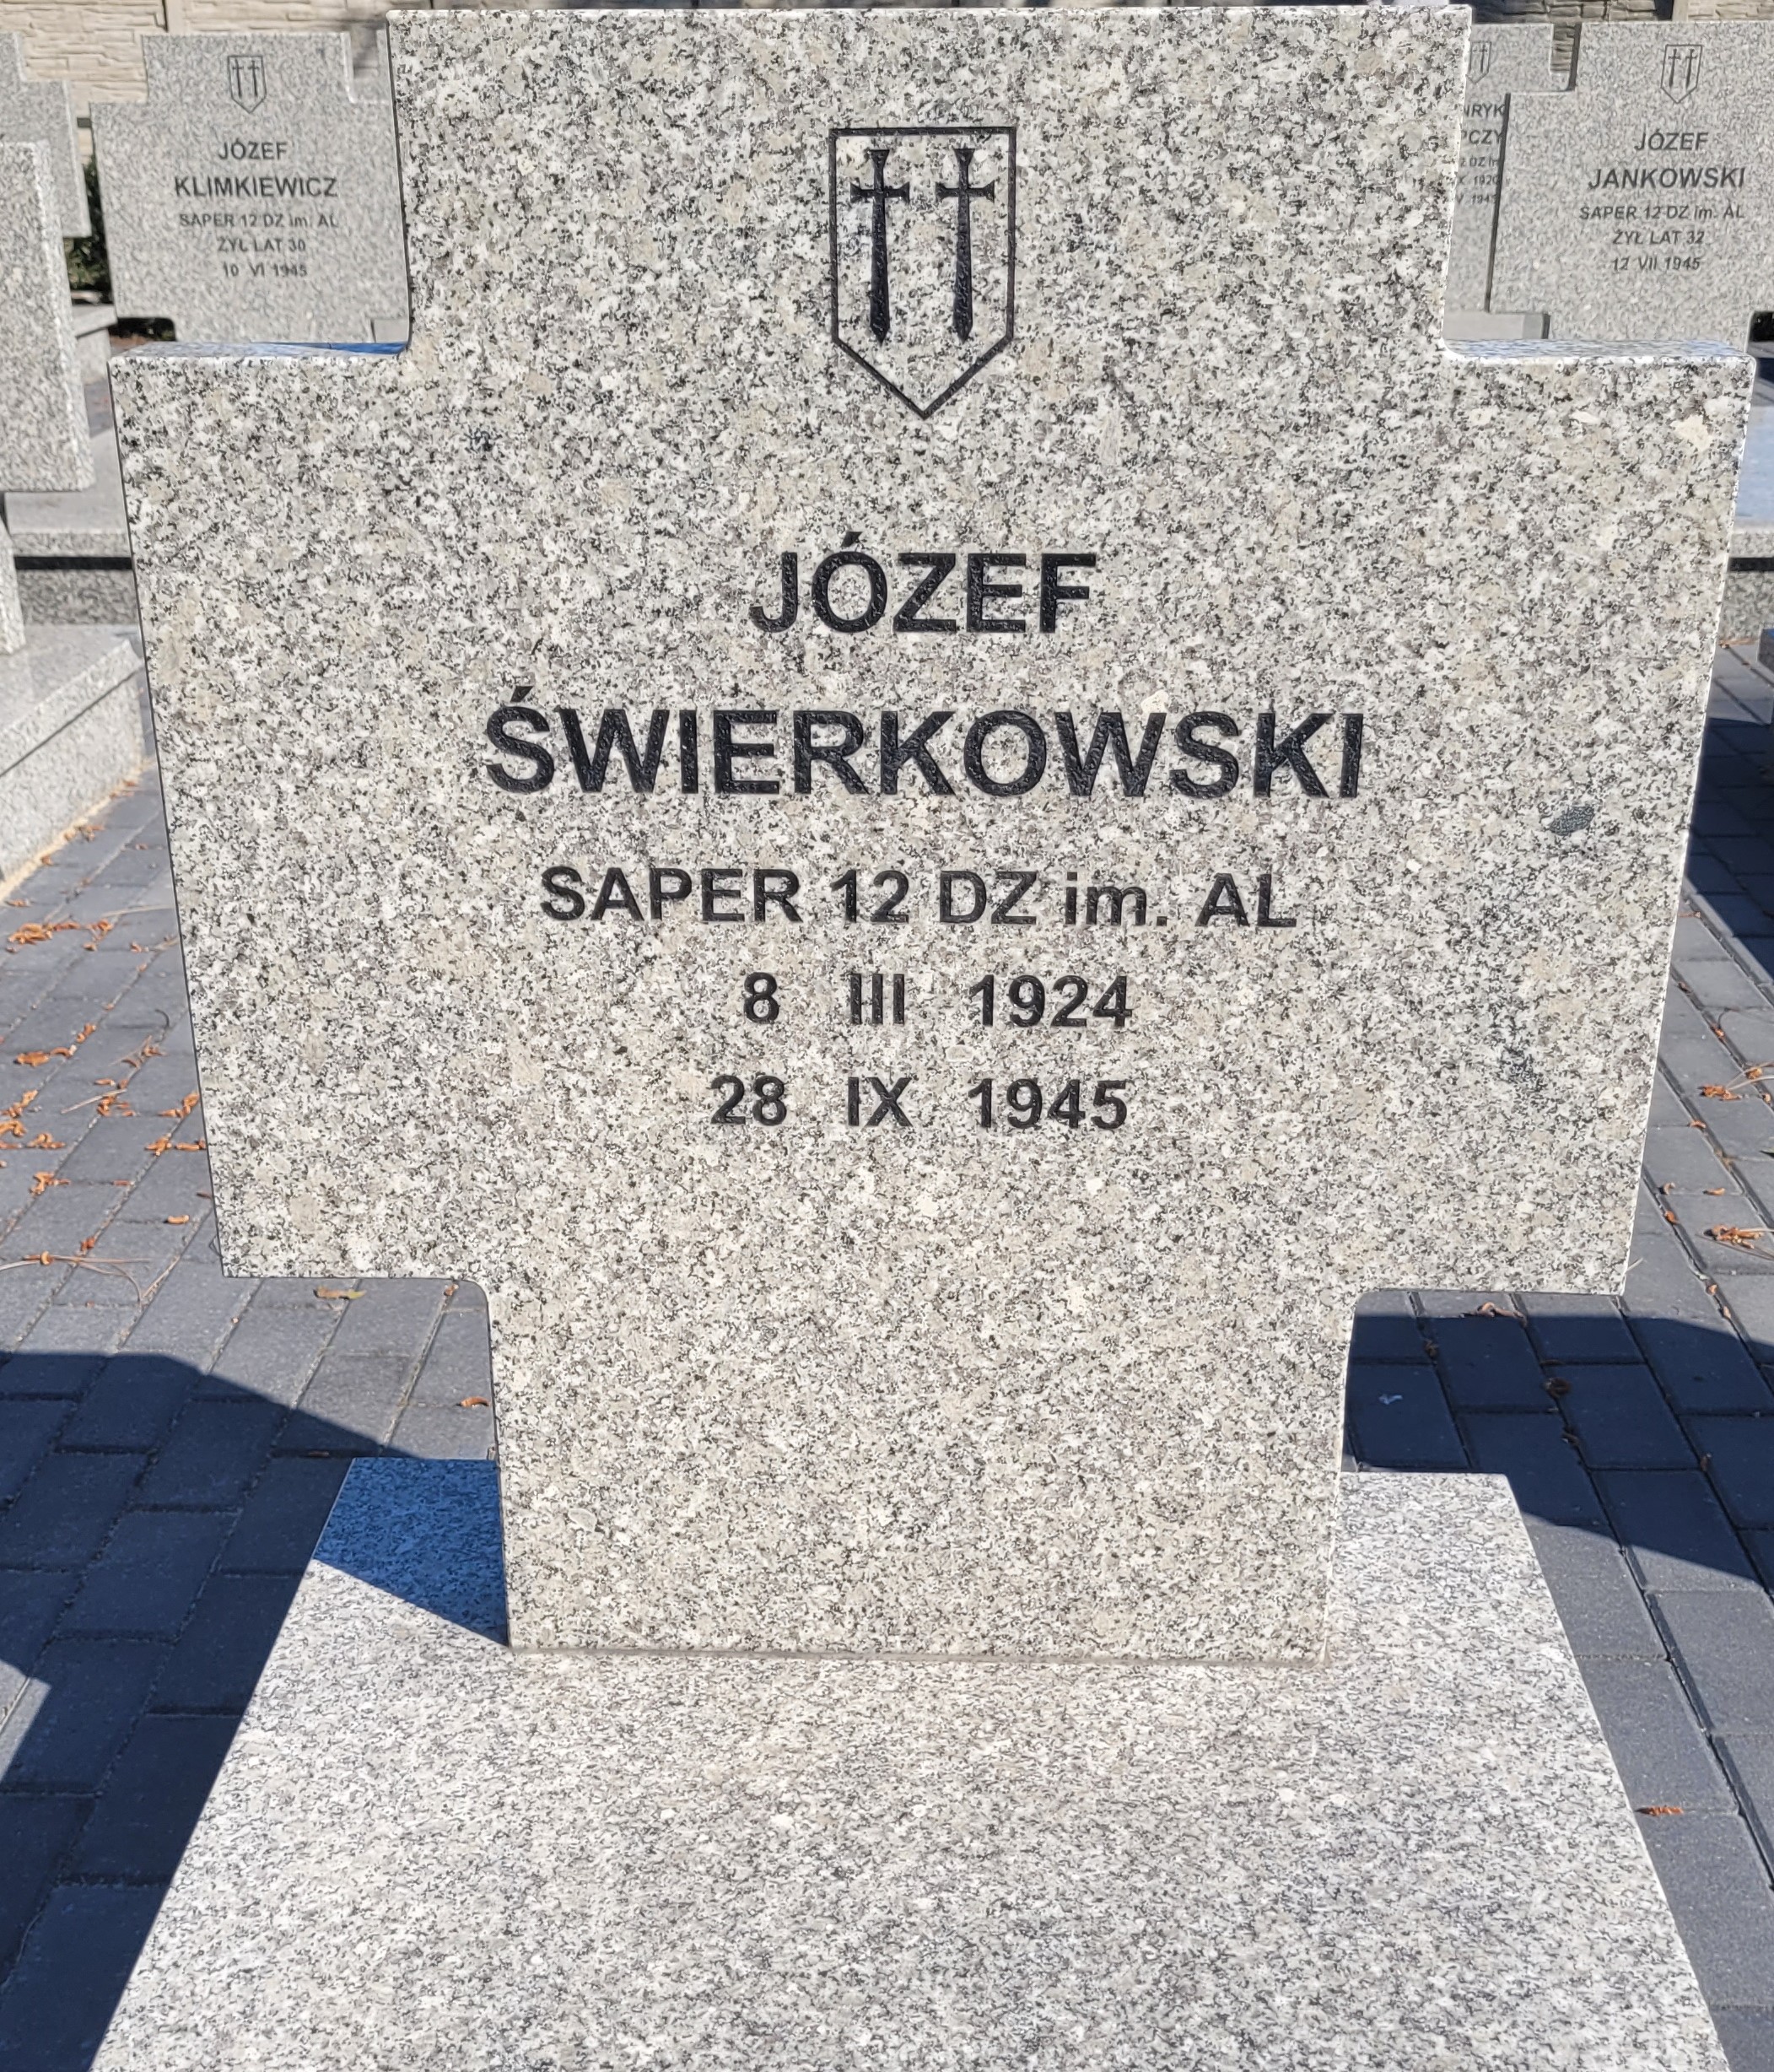 JÓZEF
KLIMKIEWICZ
SAPER 12 DZ im. AL
ŻYŁ LAT 30
10 VI 1945
JÓZEF
JANKOWSKI
SAPER 12 DZ im. AL
ŻYŁ LAT 32
12 VII 1945
JÓZEF
ŚWIERKOWSKI
SAPER 12 DZ im. AL
8 III 1924
28 IX 1945